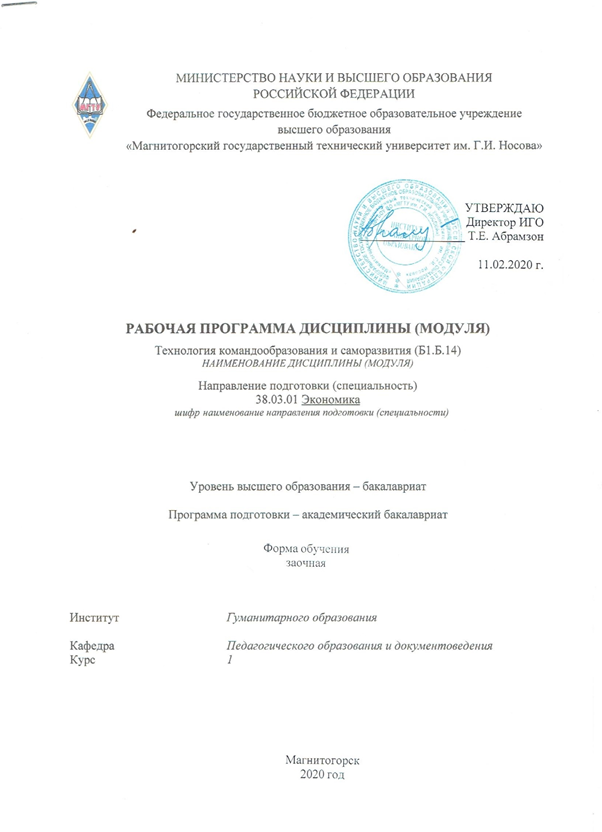 МИНИСТЕРСТВО НАУКИ И ВЫСШЕГО ОБРАЗОВАНИЯ
РОССИЙСКОЙ ФЕДЕРАЦИИ
Федеральное государственное бюджетное образовательное учреждение
высшего образования
«Магнитогорский государственный технический университет им. Г.И. Носова»
УТВЕРЖДАЮ
Директор ИГО
Т.Е. Абрамзон
11.02.2020 г.
РАБОЧАЯ ПРОГРАММА ДИСЦИПЛИНЫ (МОДУЛЯ)
Технология командообразования и саморазвития (Б1.Б.14)
НАИМЕНОВАНИЕ ДИСЦИПЛИНЫ (МОДУЛЯ)
Направление подготовки (специальность)
38.03.01 Экономика
шифр наименование направления подготовки (специальности)
Уровень высшего образования – бакалавриат
Программа подготовки – академический бакалавриат
Форма обучения
заочная
Институт Гуманитарного образования
Кафедра Педагогического образования и документоведения
Курс 1
Магнитогорск
2020 год